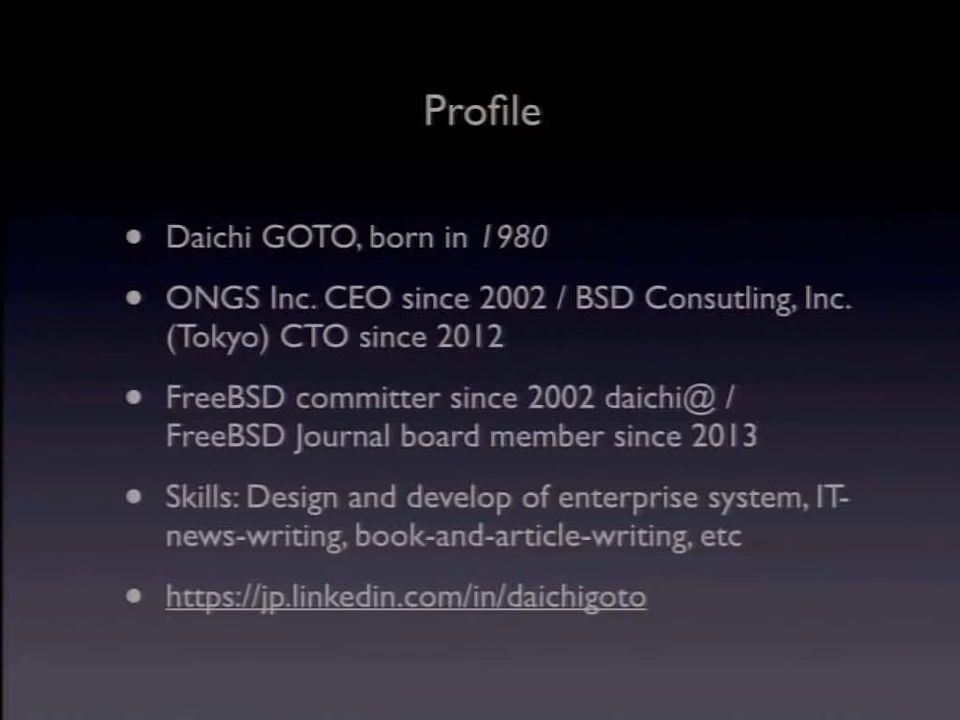 Profile
• Daichi GOTO, born in 1980
• ONGS Inc. CEO since 2002 / BSD Consutling, Inc.
(Tokyo) CTO since 2012
• FreeBSD committer since 2002 daichi@ /
FreeBSD Journal board member since 2013
• Skills: Design and develop of enterprise system, IT-
news-writing, book-and-article-writing, etc
• https://jp.linkedin.com/in/daichigoto